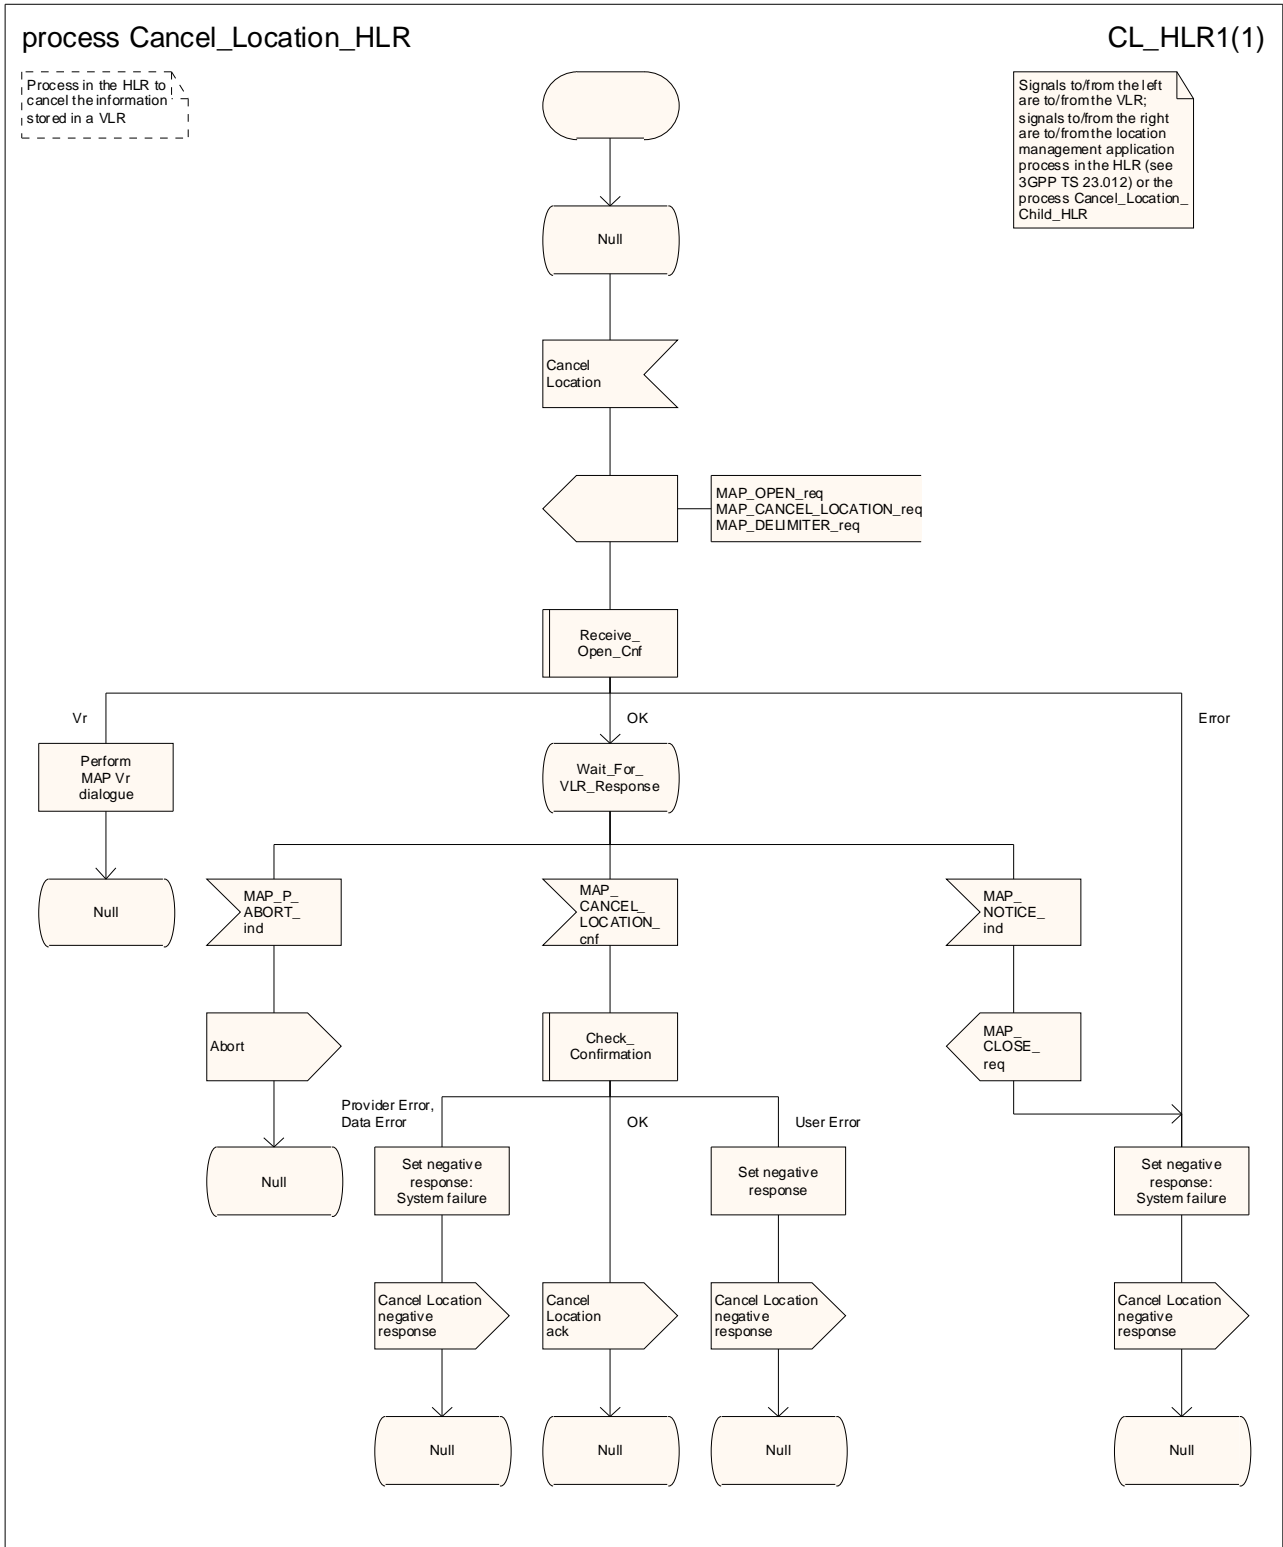 process Cancel_Location_HLR
CL_HLR1(1)
Process in the HLR to
cancel the information
stored in a VLR
Signals to/from the left
are to/from the VLR;
signals to/from the right
are to/from the location
management application
process in the HLR (see
3GPP TS 23.012) or the
process Cancel_Location_
Child_HLR
Null
Cancel
Location
MAP_OPEN_req
MAP_CANCEL_LOCATION_req
MAP_DELIMITER_req
Receive_
Open_Cnf
Vr
OK
Error
Perform
MAP Vr
dialogue
Wait_For_
VLR_Response
Null
MAP_P_
ABORT_
ind
MAP_
CANCEL_
LOCATION_
cnf
MAP_
NOTICE_
ind
Abort
Check_
Confirmation
MAP_
CLOSE_
req
Provider Error,
Data Error
OK
User Error
Null
Set negative
response:
System failure
Set negative
response
Set negative
response:
System failure
Cancel Location
negative
response
Cancel
Location
ack
Cancel Location
negative
response
Cancel Location
negative
response
Null
Null
Null
Null